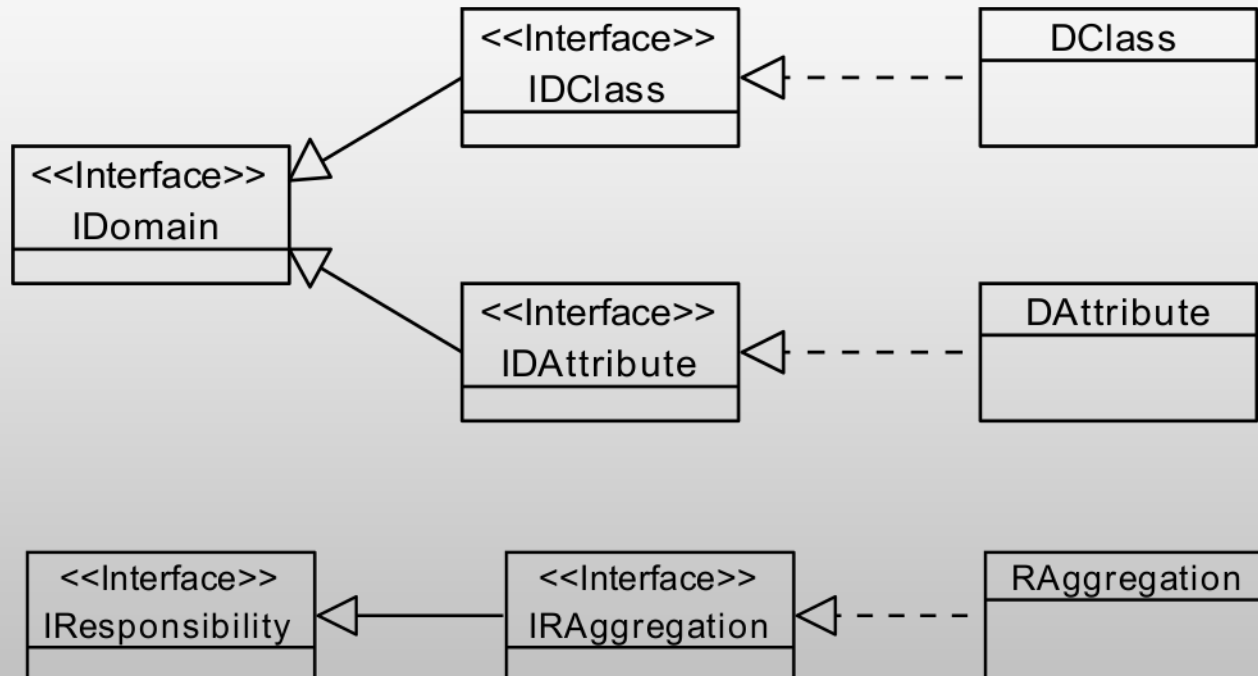 <<Interface>>
IDClass
DClass
<<Interface>>
IDomain
<<Interface>>
IDAttribute
DAttribute
<<Interface>>
IResponsibility
<<Interface>>
IRAggregation
RAggregation